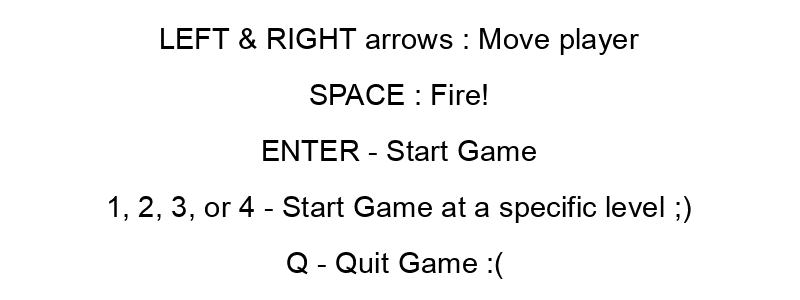 LEFT & RIGHT arrows : Move player
SPACE : Fire!
ENTER - Start Game
1, 2, 3, or 4 - Start Game at a specific level ;)
Q - Quit Game :(